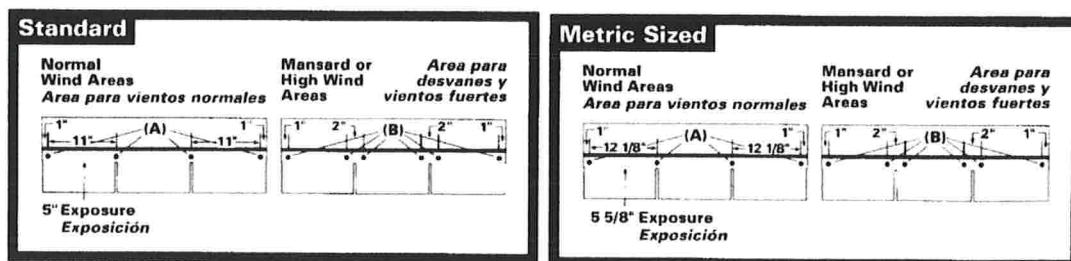 Standard
Normal
Wind Areas
Area para vientos normales
Mansard or
High Wind
Areas
Area para
desvanes y
vientos fuertes
1" (A) 1"
11" 11"
1" 2" (B) 2" 1"
5" Exposure
Exposición
Metric Sized
Normal
Wind Areas
Area para vientos normales
Mansard or
High Wind
Areas
Area para
desvanes y
vientos fuertes
1" (A) 1"
12 1/8" 12 1/8"
1" 2" (B) 2" 1"
5 5/8" Exposure
Exposición